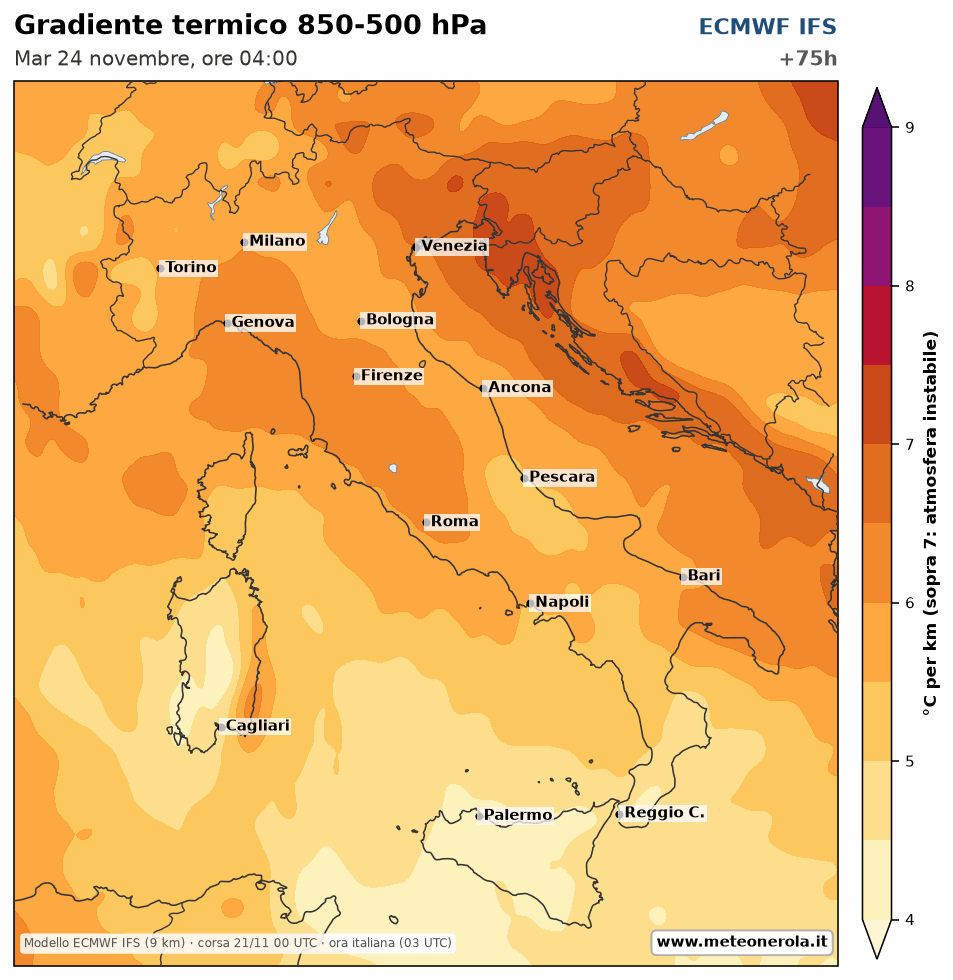 Gradiente termico 850-500 hPa
ECMWF IFS
Mar 24 novembre, ore 04:00
+75h
Milano
Venezia
Torino
Genova
Bologna
Firenze
Ancona
Pescara
Roma
Bari
Napoli
Cagliari
Palermo
Reggio C.
9
8
7
6
5
4
°C per km (sopra 7: atmosfera instabile)
Modello ECMWF IFS (9 km) · corsa 21/11 00 UTC · ora italiana (03 UTC)
www.meteonerola.it